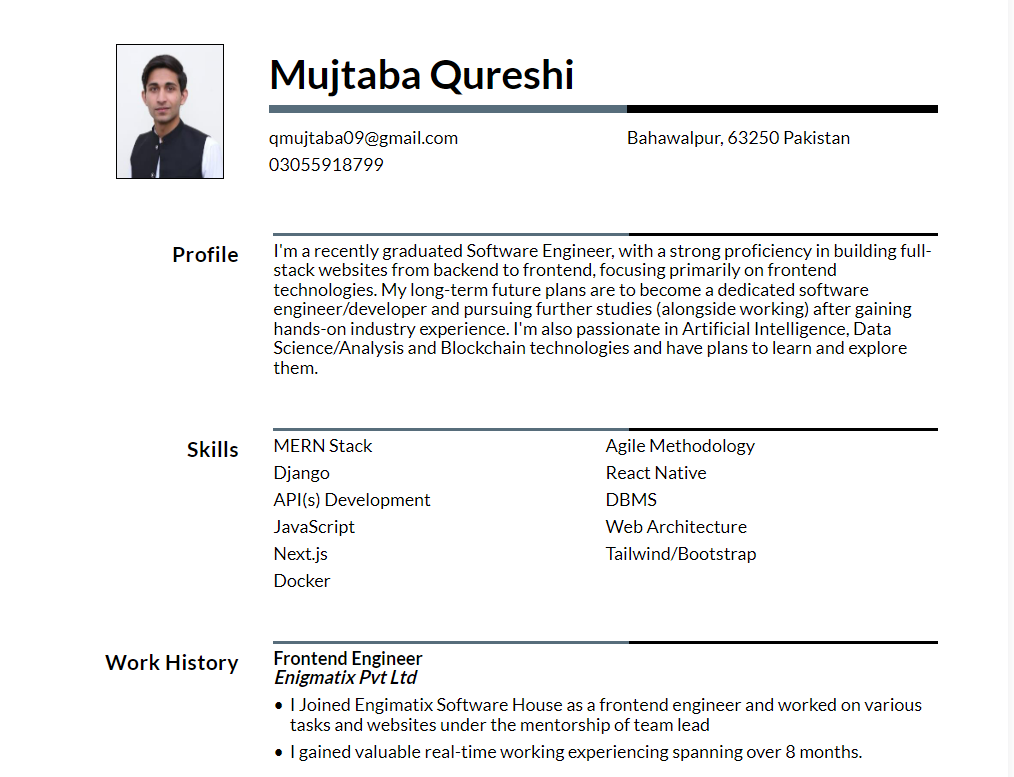 Mujtaba Qureshi
qmujtaba09@gmail.com
Bahawalpur, 63250 Pakistan
03055918799
Profile
I'm a recently graduated Software Engineer, with a strong proficiency in building full-
stack websites from backend to frontend, focusing primarily on frontend
technologies. My long-term future plans are to become a dedicated software
engineer/developer and pursuing further studies (alongside working) after gaining
hands-on industry experience. I'm also passionate in Artificial Intelligence, Data
Science/Analysis and Blockchain technologies and have plans to learn and explore
them.
Skills
MERN Stack
Django
API(s) Development
JavaScript
Next.js
Docker
Agile Methodology
React Native
DBMS
Web Architecture
Tailwind/Bootstrap
Work History
Frontend Engineer
Enigmatix Pvt Ltd
• I Joined Engimatix Software House as a frontend engineer and worked on various
tasks and websites under the mentorship of team lead
• I gained valuable real-time working experiencing spanning over 8 months.